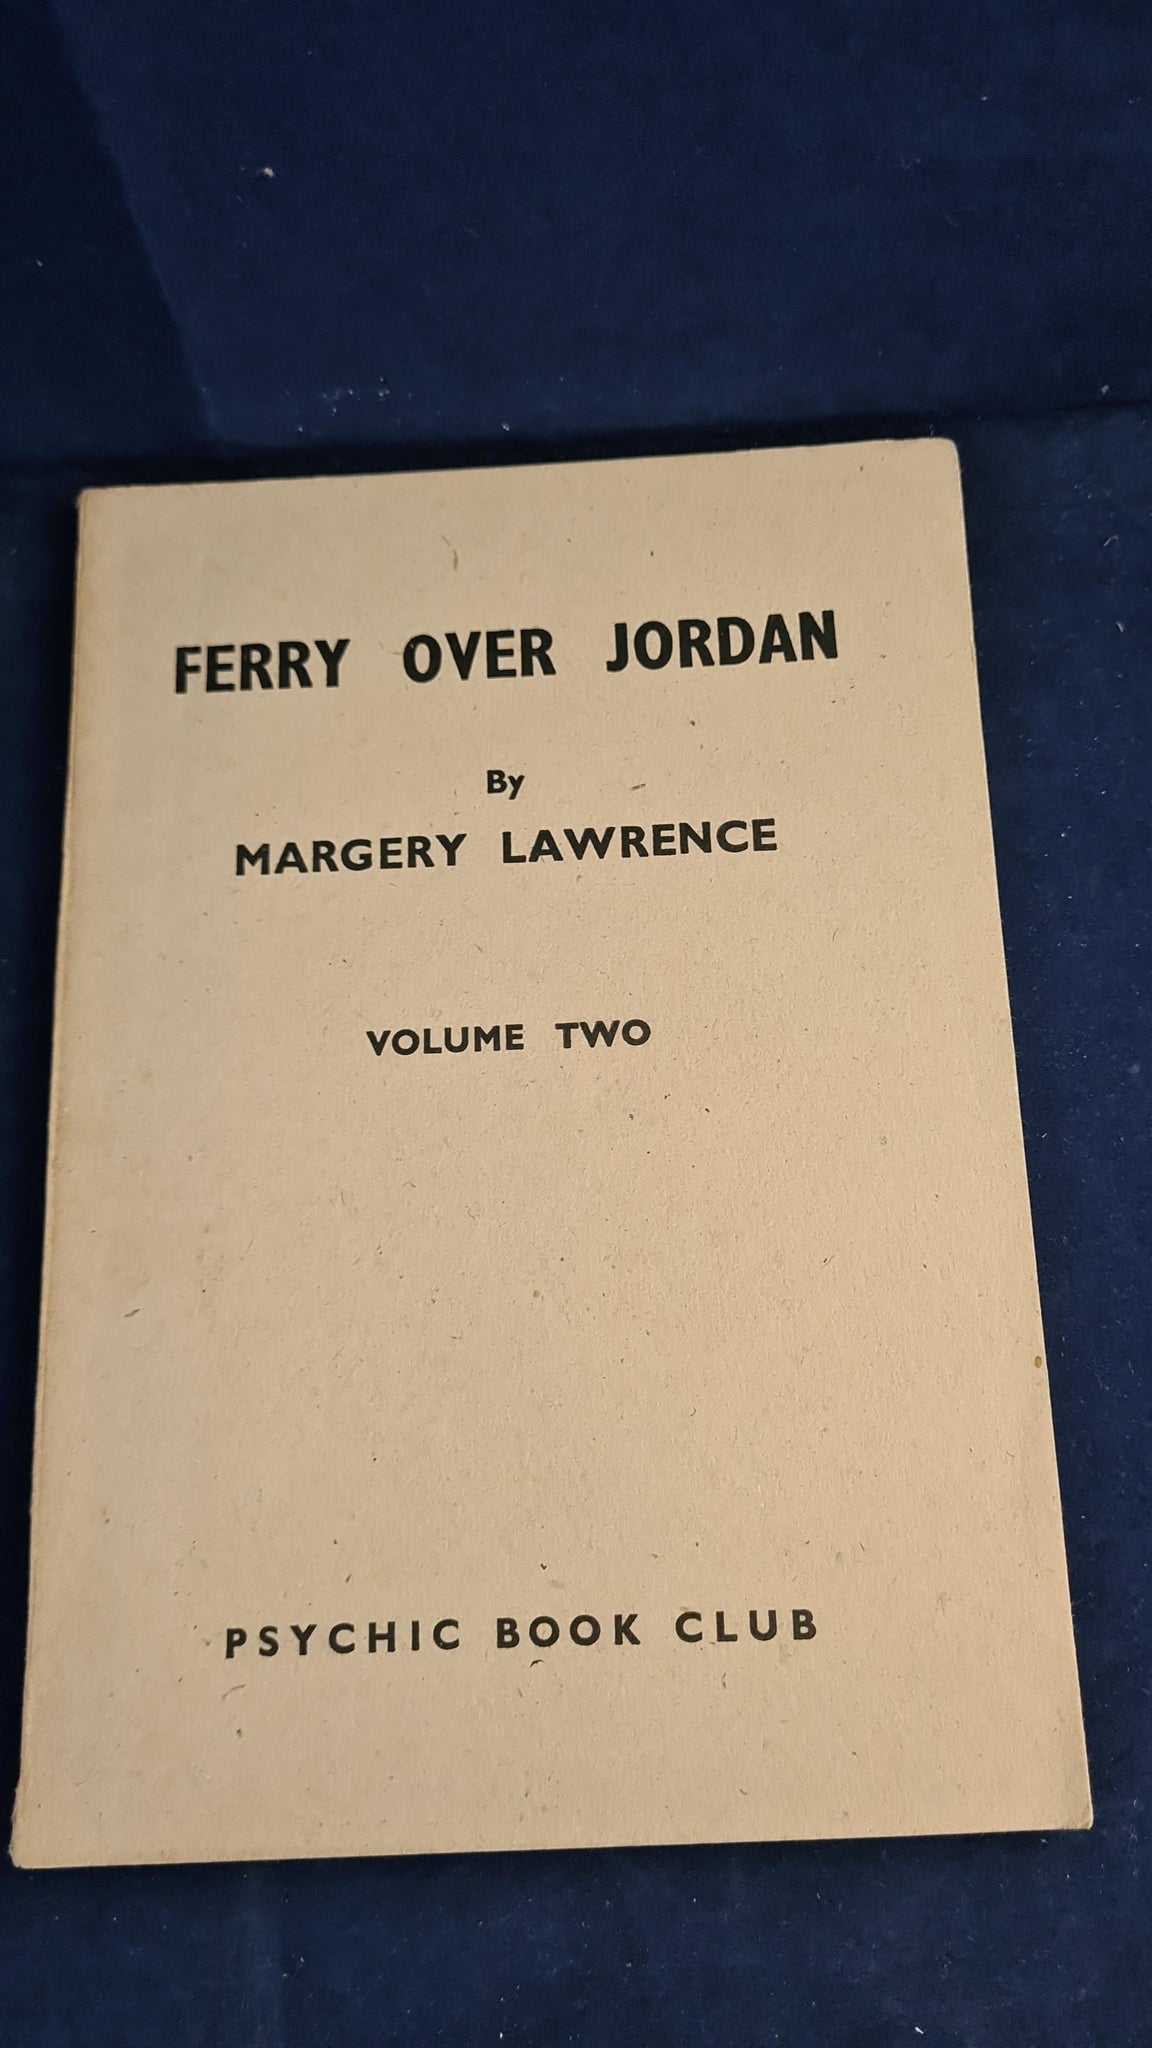 FERRY OVER JORDAN
By
MARGERY LAWRENCE
VOLUME TWO
PSYCHIC BOOK CLUB